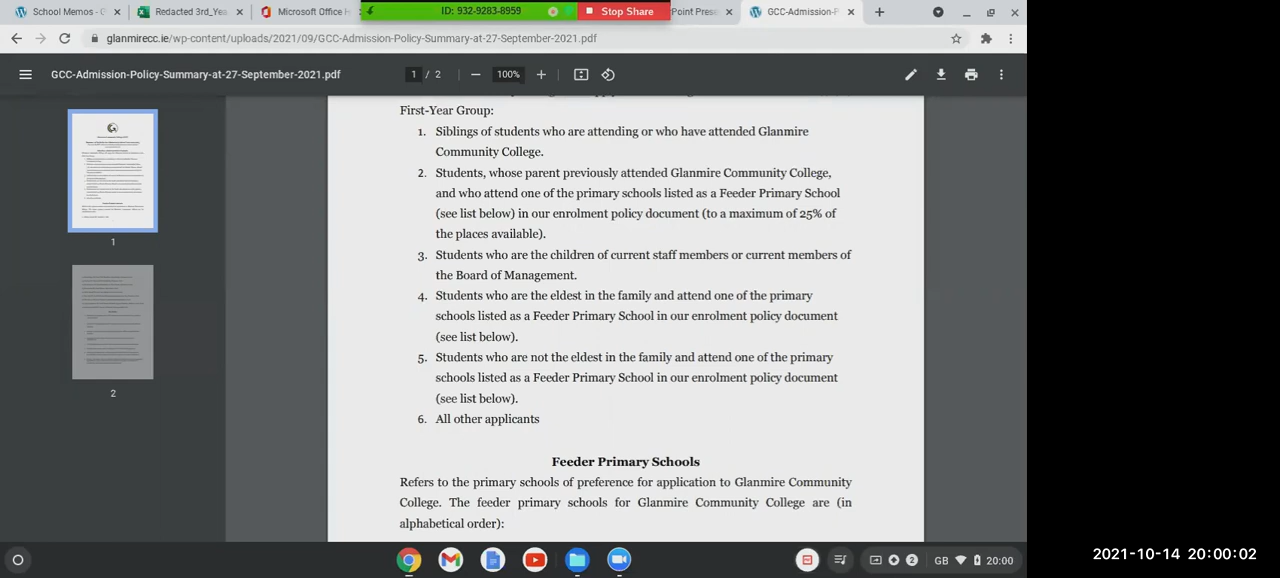 School Memos - G
Redacted 3rd_Yea
Microsoft Office H
ID: 932-9283-8959
Stop Share
Point Prese
GCC-Admission-P
glanmirecc.ie/wp-content/uploads/2021/09/GCC-Admission-Policy-Summary-at-27-September-2021.pdf
GCC-Admission-Policy-Summary-at-27-September-2021.pdf
1 / 2
100%
First-Year Group:
1. Siblings of students who are attending or who have attended Glanmire
Community College.
2. Students, whose parent previously attended Glanmire Community College,
and who attend one of the primary schools listed as a Feeder Primary School
(see list below) in our enrolment policy document (to a maximum of 25% of
the places available).
3. Students who are the children of current staff members or current members of
the Board of Management.
4. Students who are the eldest in the family and attend one of the primary
schools listed as a Feeder Primary School in our enrolment policy document
(see list below).
5. Students who are not the eldest in the family and attend one of the primary
schools listed as a Feeder Primary School in our enrolment policy document
(see list below).
6. All other applicants
Feeder Primary Schools
Refers to the primary schools of preference for application to Glanmire Community
College. The feeder primary schools for Glanmire Community College are (in
alphabetical order):
1
2
2
GB
20:00
2021-10-14 20:00:02